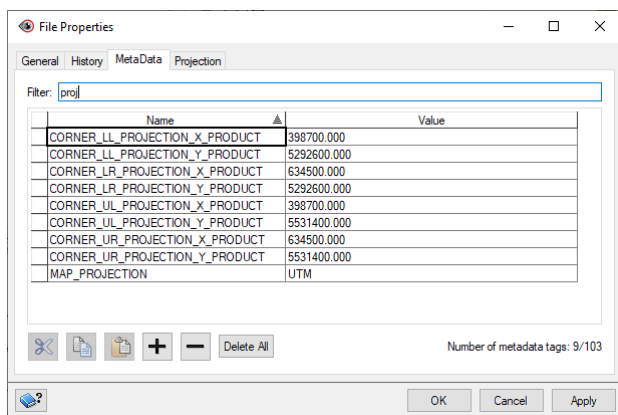 File Properties
General History MetaData Projection
Filter: proj
Name Value
CORNER_LL_PROJECTION_X_PRODUCT 398700.000
CORNER_LL_PROJECTION_Y_PRODUCT 5292600.000
CORNER_LR_PROJECTION_X_PRODUCT 634500.000
CORNER_LR_PROJECTION_Y_PRODUCT 5292600.000
CORNER_UL_PROJECTION_X_PRODUCT 398700.000
CORNER_UL_PROJECTION_Y_PRODUCT 5531400.000
CORNER_UR_PROJECTION_X_PRODUCT 634500.000
CORNER_UR_PROJECTION_Y_PRODUCT 5531400.000
MAP_PROJECTION UTM
Delete All Number of metadata tags: 9/103
? OK Cancel Apply